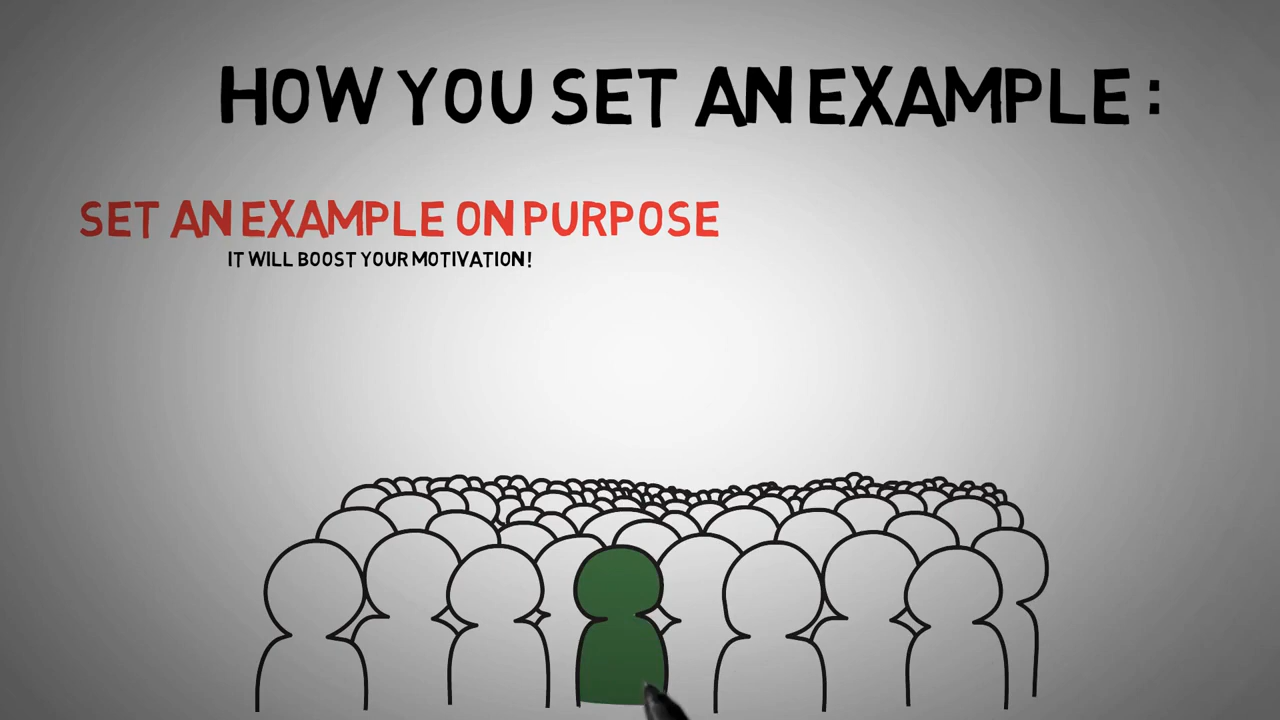 HOW YOU SET AN EXAMPLE :
SET AN EXAMPLE ON PURPOSE
IT WILL BOOST YOUR MOTIVATION!